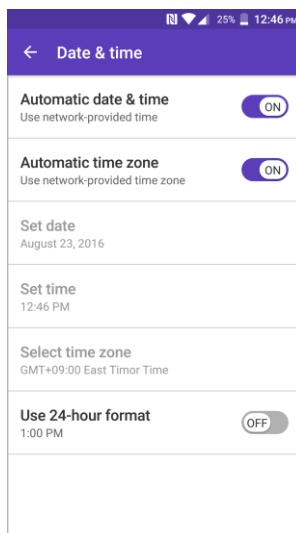 25% 12:46 PM
Date & time
Automatic date & time
ON
Use network-provided time
Automatic time zone
ON
Use network-provided time zone
Set date
August 23, 2016
Set time
12:46 PM
Select time zone
GMT+09:00 East Timor Time
Use 24-hour format
OFF
1:00 PM